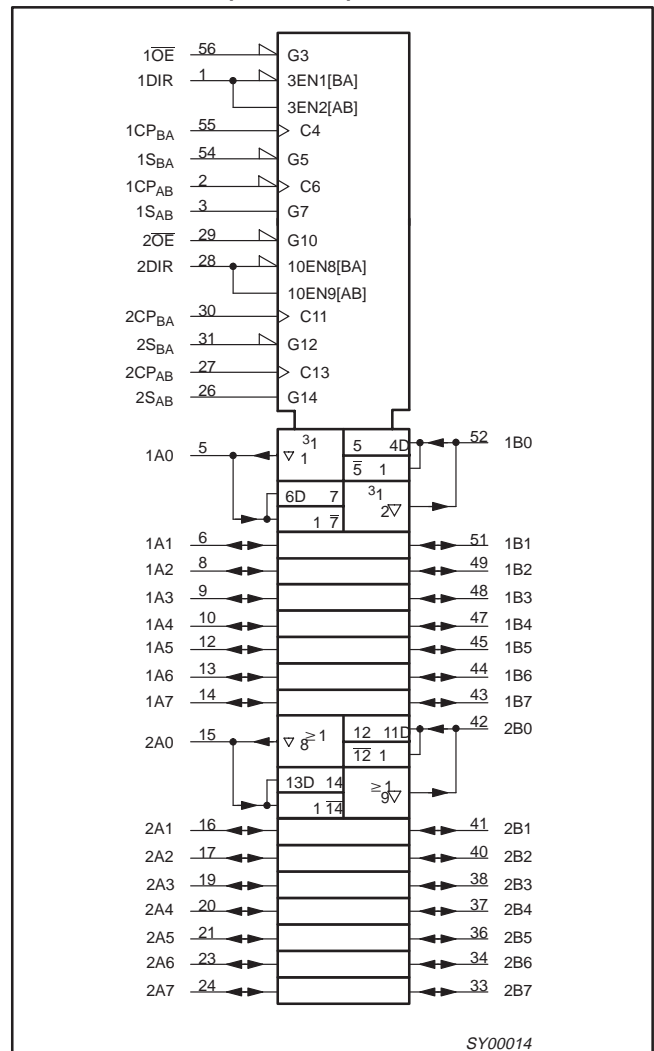 1OE 56 G3
1DIR 1 3EN1[BA]
3EN2[AB]
1CPBA 55 C4
1SBA 54 G5
1CPAB 2 C6
1SAB 3 G7
2OE 29 G10
2DIR 28 10EN8[BA]
10EN9[AB]
2CPBA 30 C11
2SBA 31 G12
2CPAB 27 C13
2SAB 26 G14
1A0 5 ▽ 1 31 5 4D 52 1B0
5 1
6D 7 31
1 7 2▽
1A1 6 51 1B1
1A2 8 49 1B2
1A3 9 48 1B3
1A4 10 47 1B4
1A5 12 45 1B5
1A6 13 44 1B6
1A7 14 43 1B7
2A0 15 ▽ 8 ≥1 12 11D 42 2B0
12 1
13D 14 ≥1
1 14 9▽
2A1 16 41 2B1
2A2 17 40 2B2
2A3 19 38 2B3
2A4 20 37 2B4
2A5 21 36 2B5
2A6 23 34 2B6
2A7 24 33 2B7
SY00014